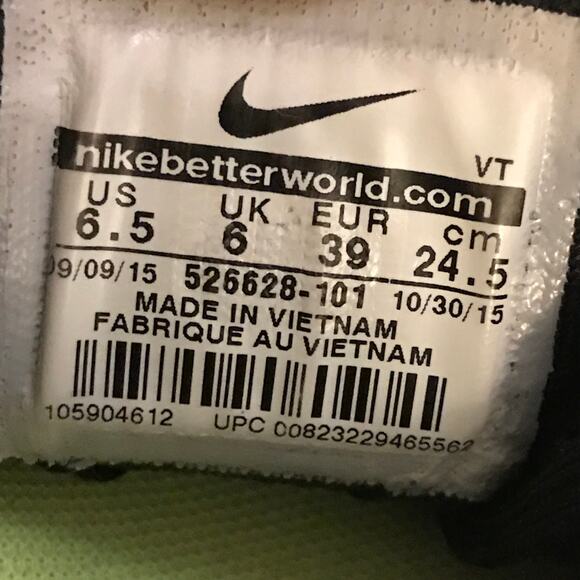 VT
nikebetterworld.com
US UK EUR cm
6.5 6 39 24.5
09/09/15 526628-101 10/30/15
MADE IN VIETNAM
FABRIQUE AU VIETNAM
105904612 UPC 00823229465562